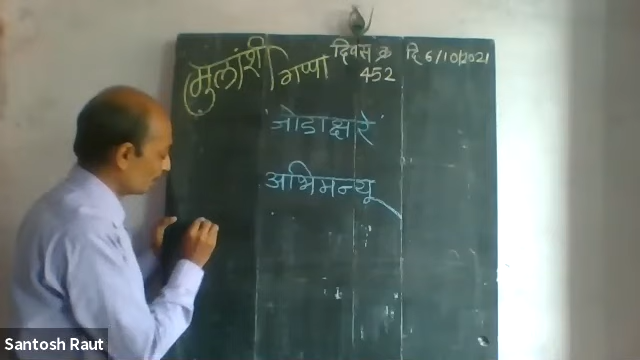 मुलांशी गप्पा दिवस क्र 452 दि 6/10/2021
'जोडाक्षरे'
अभिमन्यू
Santosh Raut